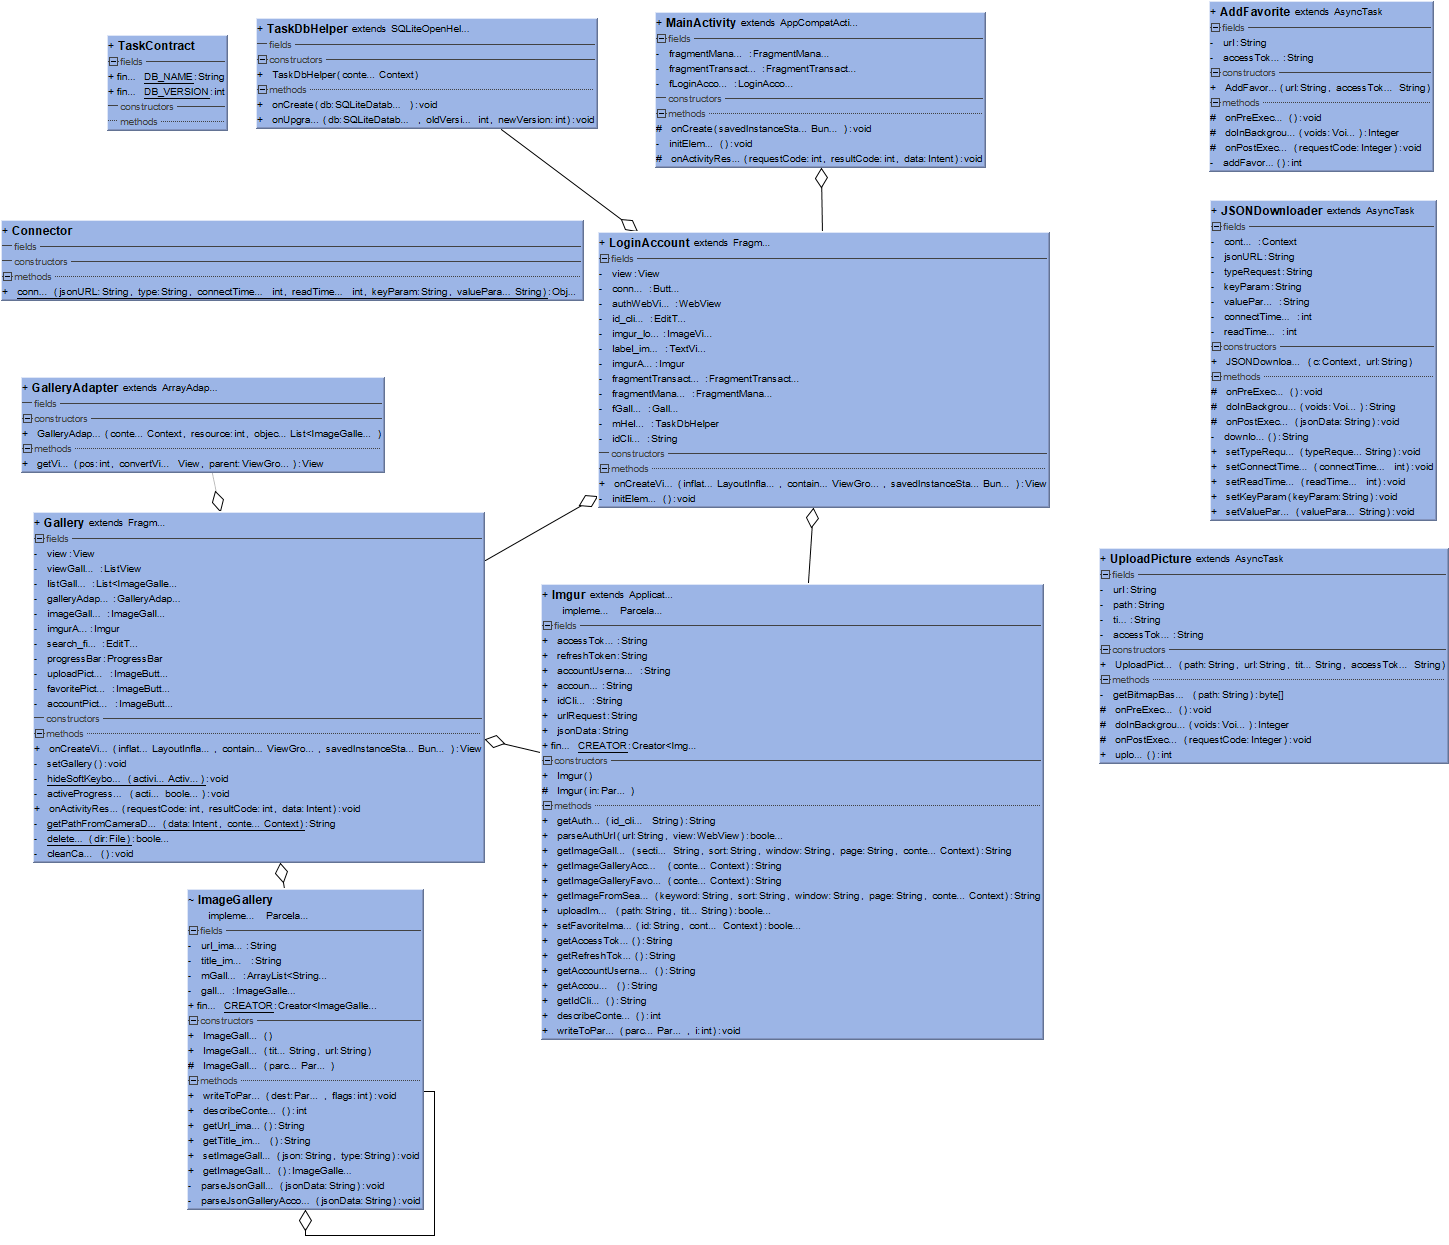 + TaskContract
fields
+ fin... DB_NAME : String
+ fin... DB_VERSION : int
constructors
methods
+ TaskDbHelper extends SQLiteOpenHel...
fields
constructors
+ TaskDbHelper ( conte... Context )
methods
+ onCreate ( db: SQLiteDatab... ) : void
+ onUpgra... ( db: SQLiteDatab... , oldVersi... int, newVersion: int ) : void
+ MainActivity extends AppCompatActi...
fields
- fragmentMana... : FragmentMana...
- fragmentTransact... : FragmentTransact...
- fLoginAcco... : LoginAcco...
constructors
methods
# onCreate ( savedInstanceSta... Bun... ) : void
- initElem... ( ) : void
# onActivityRes... ( requestCode: int, resultCode: int, data: Intent ) : void
+ AddFavorite extends AsyncTask
fields
- url : String
- accessTok... : String
constructors
+ AddFavor... ( url: String, accessTok... String )
methods
# onPreExec... ( ) : void
# doInBackgrou... ( voids: Voi... ) : Integer
# onPostExec... ( requestCode: Integer ) : void
- addFavor... ( ) : int
+ Connector
fields
constructors
methods
+ conn... ( jsonURL: String, type: String, connectTime... int, readTime... int, keyParam: String, valuePara... String ) : Obj...
+ LoginAccount extends Fragm...
fields
- view : View
- conn... : Butt...
- authWebVi... : WebView
- id_cli... : EditT...
- imgur_lo... : ImageVi...
- label_im... : TextVi...
- imgurA... : Imgur
- fragmentTransact... : FragmentTransact...
- fragmentMana... : FragmentMana...
- fGall... : Gall...
- mHel... : TaskDbHelper
- idCli... : String
constructors
methods
+ onCreateVi... ( inflat... LayoutInfla... , contain... ViewGro... , savedInstanceSta... Bun... ) : View
- initElem... ( ) : void
+ JSONDownloader extends AsyncTask
fields
- cont... : Context
- jsonURL : String
- typeRequest : String
- keyParam : String
- valuePar... : String
- connectTime... : int
- readTime... : int
constructors
+ JSONDownloa... ( c: Context, url: String )
methods
# onPreExec... ( ) : void
# doInBackgrou... ( voids: Voi... ) : String
# onPostExec... ( jsonData: String ) : void
- downlo... ( ) : String
+ setTypeRequ... ( typeReque... String ) : void
+ setConnectTime... ( connectTime... int ) : void
+ setReadTime... ( readTime... int ) : void
+ setKeyParam ( keyParam: String ) : void
+ setValuePar... ( valuePara... String ) : void
+ GalleryAdapter extends ArrayAdap...
fields
constructors
+ GalleryAdap... ( conte... Context, resource: int, objec... List<ImageGalle... )
methods
+ getVi... ( pos: int, convertVi... View, parent: ViewGro... ) : View
+ Gallery extends Fragm...
fields
- view : View
- viewGall... : ListView
- listGall... : List<ImageGalle...
- galleryAdap... : GalleryAdap...
- imageGall... : ImageGall...
- imgurA... : Imgur
- search_fi... : EditT...
- progressBar : ProgressBar
- uploadPict... : ImageButt...
- favoritePict... : ImageButt...
- accountPict... : ImageButt...
constructors
methods
+ onCreateVi... ( inflat... LayoutInfla... , contain... ViewGro... , savedInstanceSta... Bun... ) : View
- setGallery ( ) : void
- hideSoftKeybo... ( activi... Activ... ) : void
- activeProgress... ( acti... boole... ) : void
+ onActivityRes... ( requestCode: int, resultCode: int, data: Intent ) : void
- getPathFromCameraD... ( data: Intent, conte... Context ) : String
- delete... ( dir: File ) : boole...
- cleanCa... ( ) : void
+ Imgur extends Applicat...
impleme... Parcela...
fields
+ accessTok... : String
+ refreshToken : String
+ accountUserna... : String
+ accoun... : String
+ idCli... : String
+ urlRequest : String
+ jsonData : String
+ fin... CREATOR : Creator<Img...
constructors
+ Imgur ( )
# Imgur ( in: Par... )
methods
+ getAuth... ( id_cli... String ) : String
+ parseAuthUrl ( url: String, view: WebView ) : boole...
+ getImageGall... ( secti... String, sort: String, window: String, page: String, conte... Context ) : String
+ getImageGalleryAcc... ( conte... Context ) : String
+ getImageGalleryFavo... ( conte... Context ) : String
+ getImageFromSea... ( keyword: String, sort: String, window: String, page: String, conte... Context ) : String
+ uploadIm... ( path: String, tit... String ) : boole...
+ setFavoriteIma... ( id: String, cont... Context ) : boole...
+ getAccessTok... ( ) : String
+ getRefreshTok... ( ) : String
+ getAccountUserna... ( ) : String
+ getAccou... ( ) : String
+ getIdCli... ( ) : String
+ describeConte... ( ) : int
+ writeToPar... ( parc... Par... , i: int ) : void
+ UploadPicture extends AsyncTask
fields
- url : String
- path : String
- ti... : String
- accessTok... : String
constructors
+ UploadPict... ( path: String, url: String, tit... String, accessTok... String )
methods
- getBitmapBas... ( path: String ) : byte[]
# onPreExec... ( ) : void
# doInBackgrou... ( voids: Voi... ) : Integer
# onPostExec... ( requestCode: Integer ) : void
+ uplo... ( ) : int
~ ImageGallery
impleme... Parcela...
fields
- url_ima... : String
- title_im... : String
- mGall... : ArrayList<String...
- gall... : ImageGalle...
+ fin... CREATOR : Creator<ImageGalle...
constructors
+ ImageGall... ( )
+ ImageGall... ( tit... String, url: String )
# ImageGall... ( parc... Par... )
methods
+ writeToPar... ( dest: Par... , flags: int ) : void
+ describeConte... ( ) : int
+ getUrl_ima... ( ) : String
+ getTitle_im... ( ) : String
+ setImageGall... ( json: String, type: String ) : void
+ getImageGall... ( ) : ImageGalle...
- parseJsonGall... ( jsonData: String ) : void
- parseJsonGalleryAcco... ( jsonData: String ) : void